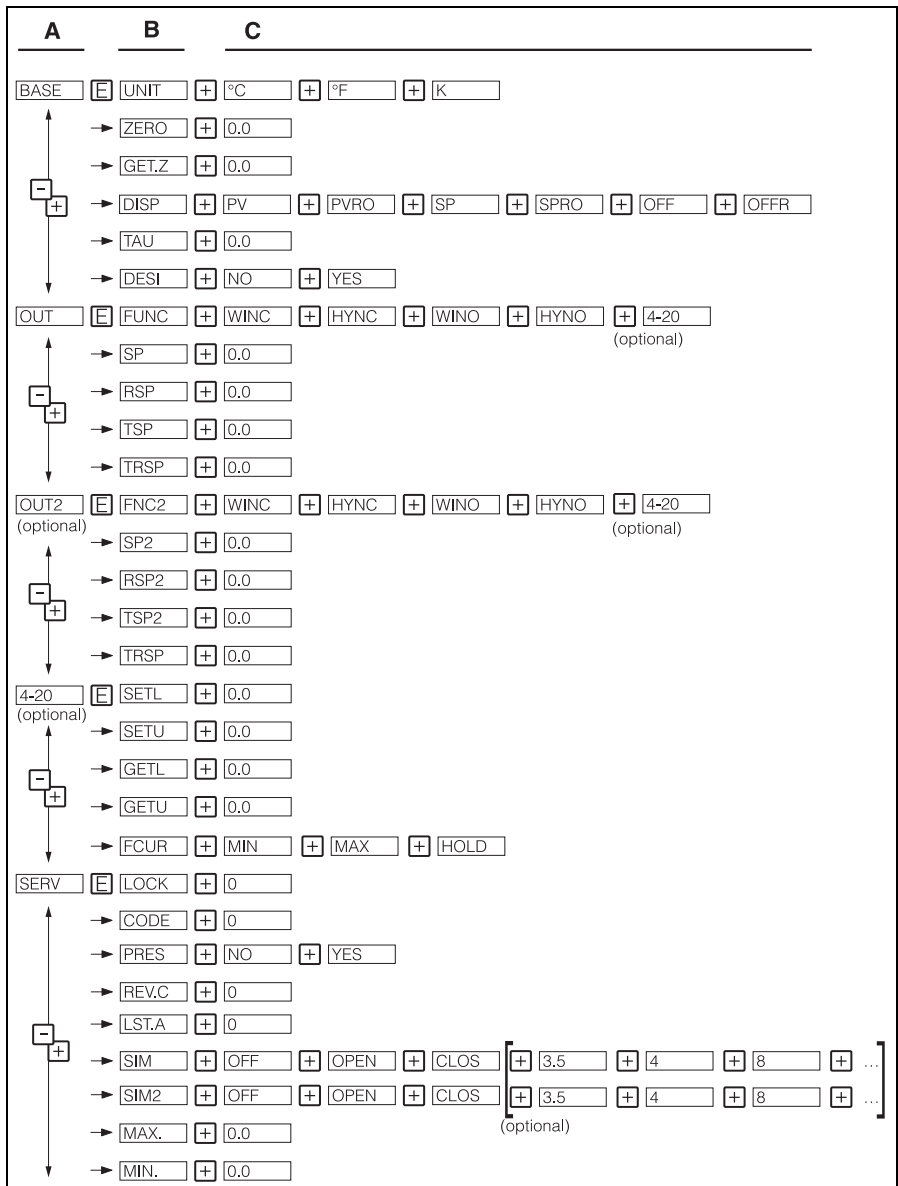 A B C
BASE E UNIT + °C + °F + K
ZERO + 0.0
GET.Z + 0.0
- +
DISP + PV + PVRO + SP + SPRO + OFF + OFFR
TAU + 0.0
DESI + NO + YES
OUT E FUNC + WINC + HYNC + WINO + HYNO + 4-20
(optional)
SP + 0.0
- +
RSP + 0.0
TSP + 0.0
TRSP + 0.0
OUT2 E FNC2 + WINC + HYNC + WINO + HYNO + 4-20
(optional) (optional)
SP2 + 0.0
- +
RSP2 + 0.0
TSP2 + 0.0
TRSP + 0.0
4-20 E SETL + 0.0
(optional)
SETU + 0.0
- +
GETL + 0.0
GETU + 0.0
FCUR + MIN + MAX + HOLD
SERV E LOCK + 0
CODE + 0
PRES + NO + YES
REV.C + 0
LST.A + 0
- +
SIM + OFF + OPEN + CLOS [+ 3.5 + 4 + 8 + ...
SIM2 + OFF + OPEN + CLOS + 3.5 + 4 + 8 + ...]
(optional)
MAX. + 0.0
MIN. + 0.0